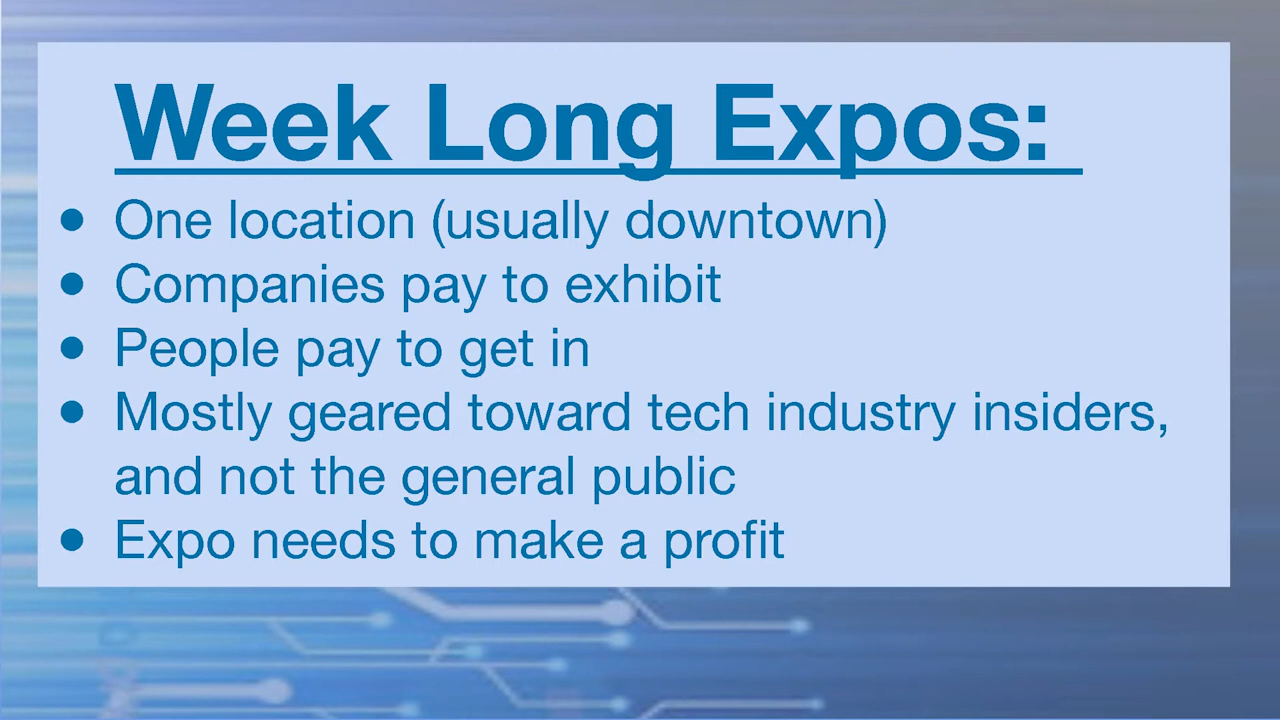 Week Long Expos:
• One location (usually downtown)
• Companies pay to exhibit
• People pay to get in
• Mostly geared toward tech industry insiders,
and not the general public
• Expo needs to make a profit